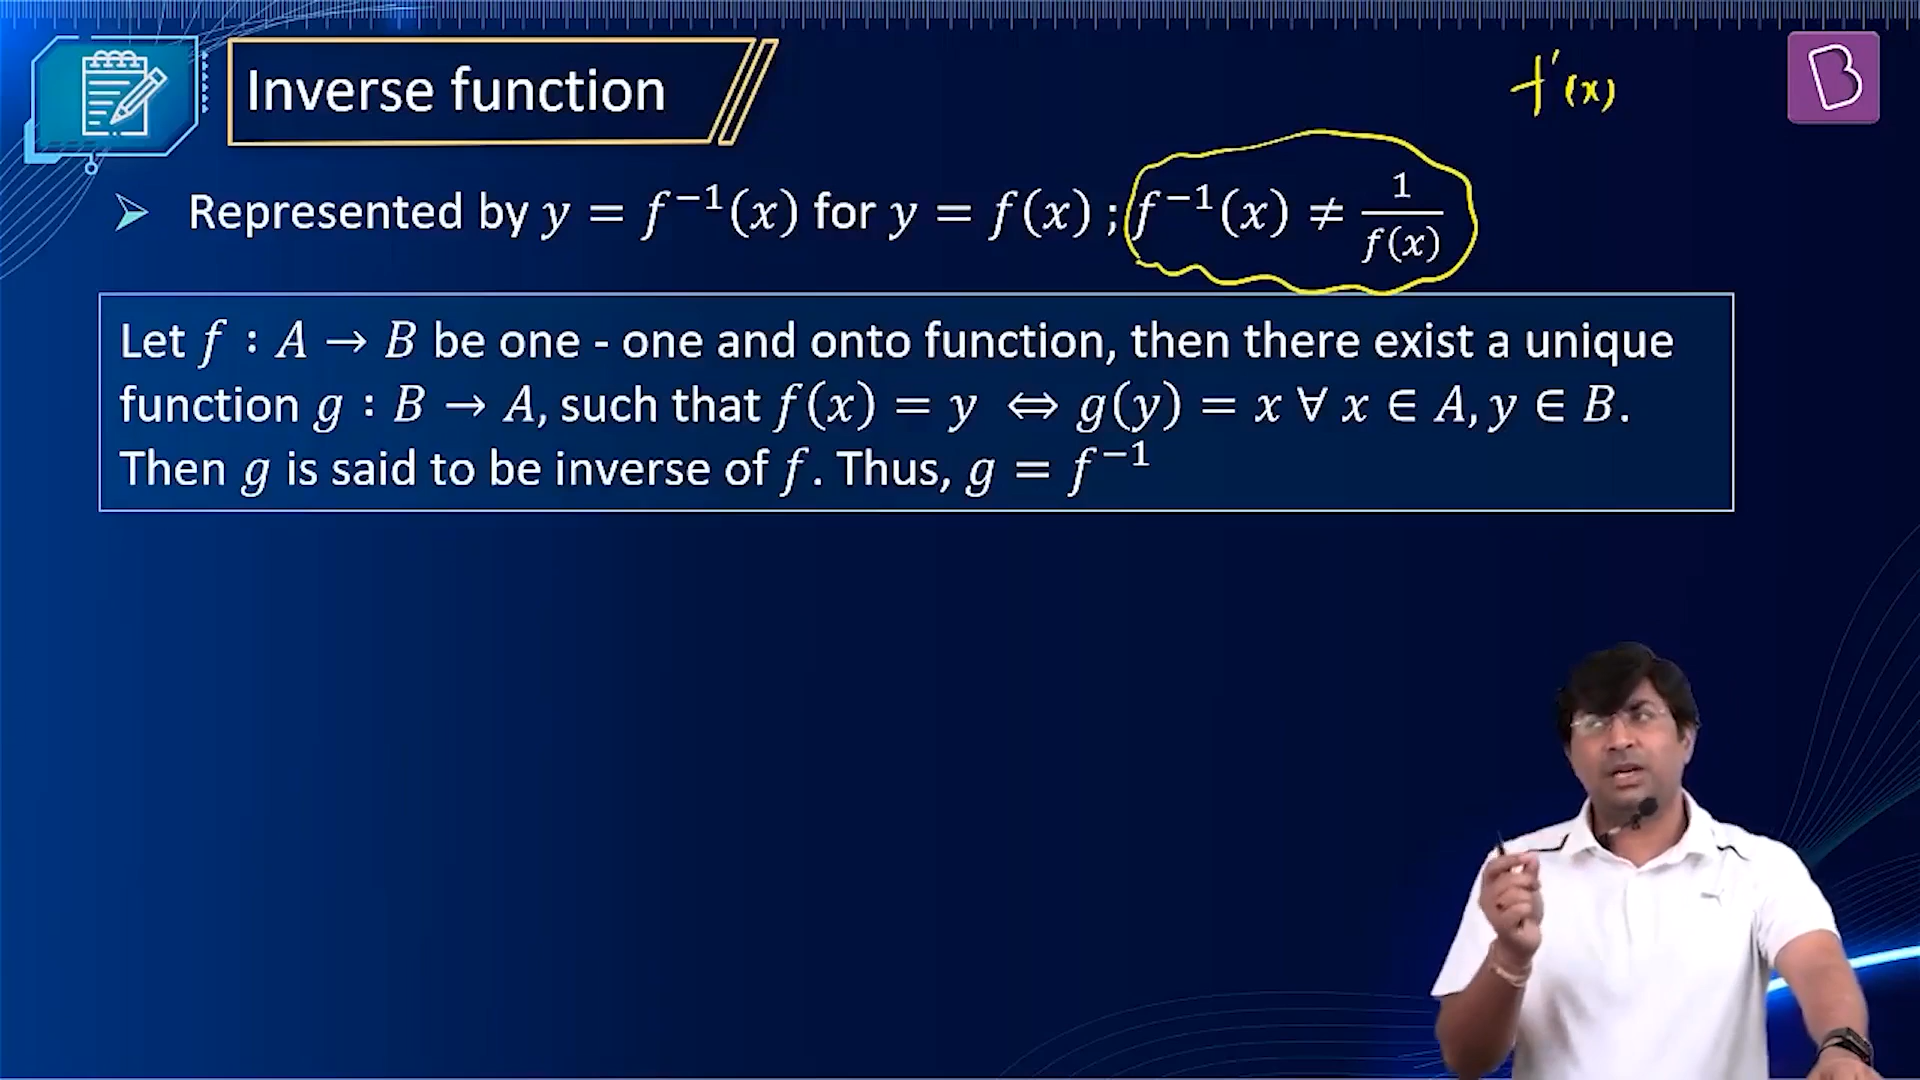 Inverse function
f'(x)
B
➢ Represented by y = f⁻¹(x) for y = f(x) ; f⁻¹(x) ≠ 1/f(x)
Let f : A → B be one - one and onto function, then there exist a unique
function g : B → A, such that f(x) = y ⇔ g(y) = x ∀ x ∈ A, y ∈ B.
Then g is said to be inverse of f. Thus, g = f⁻¹